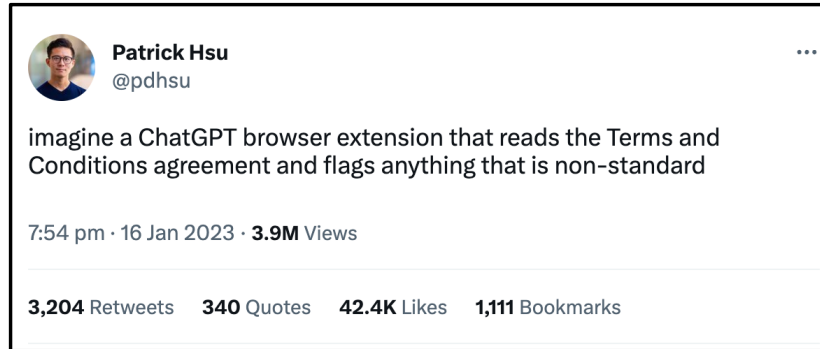 Patrick Hsu
@pdhsu
imagine a ChatGPT browser extension that reads the Terms and
Conditions agreement and flags anything that is non-standard
7:54 pm · 16 Jan 2023 · 3.9M Views
3,204 Retweets 340 Quotes 42.4K Likes 1,111 Bookmarks